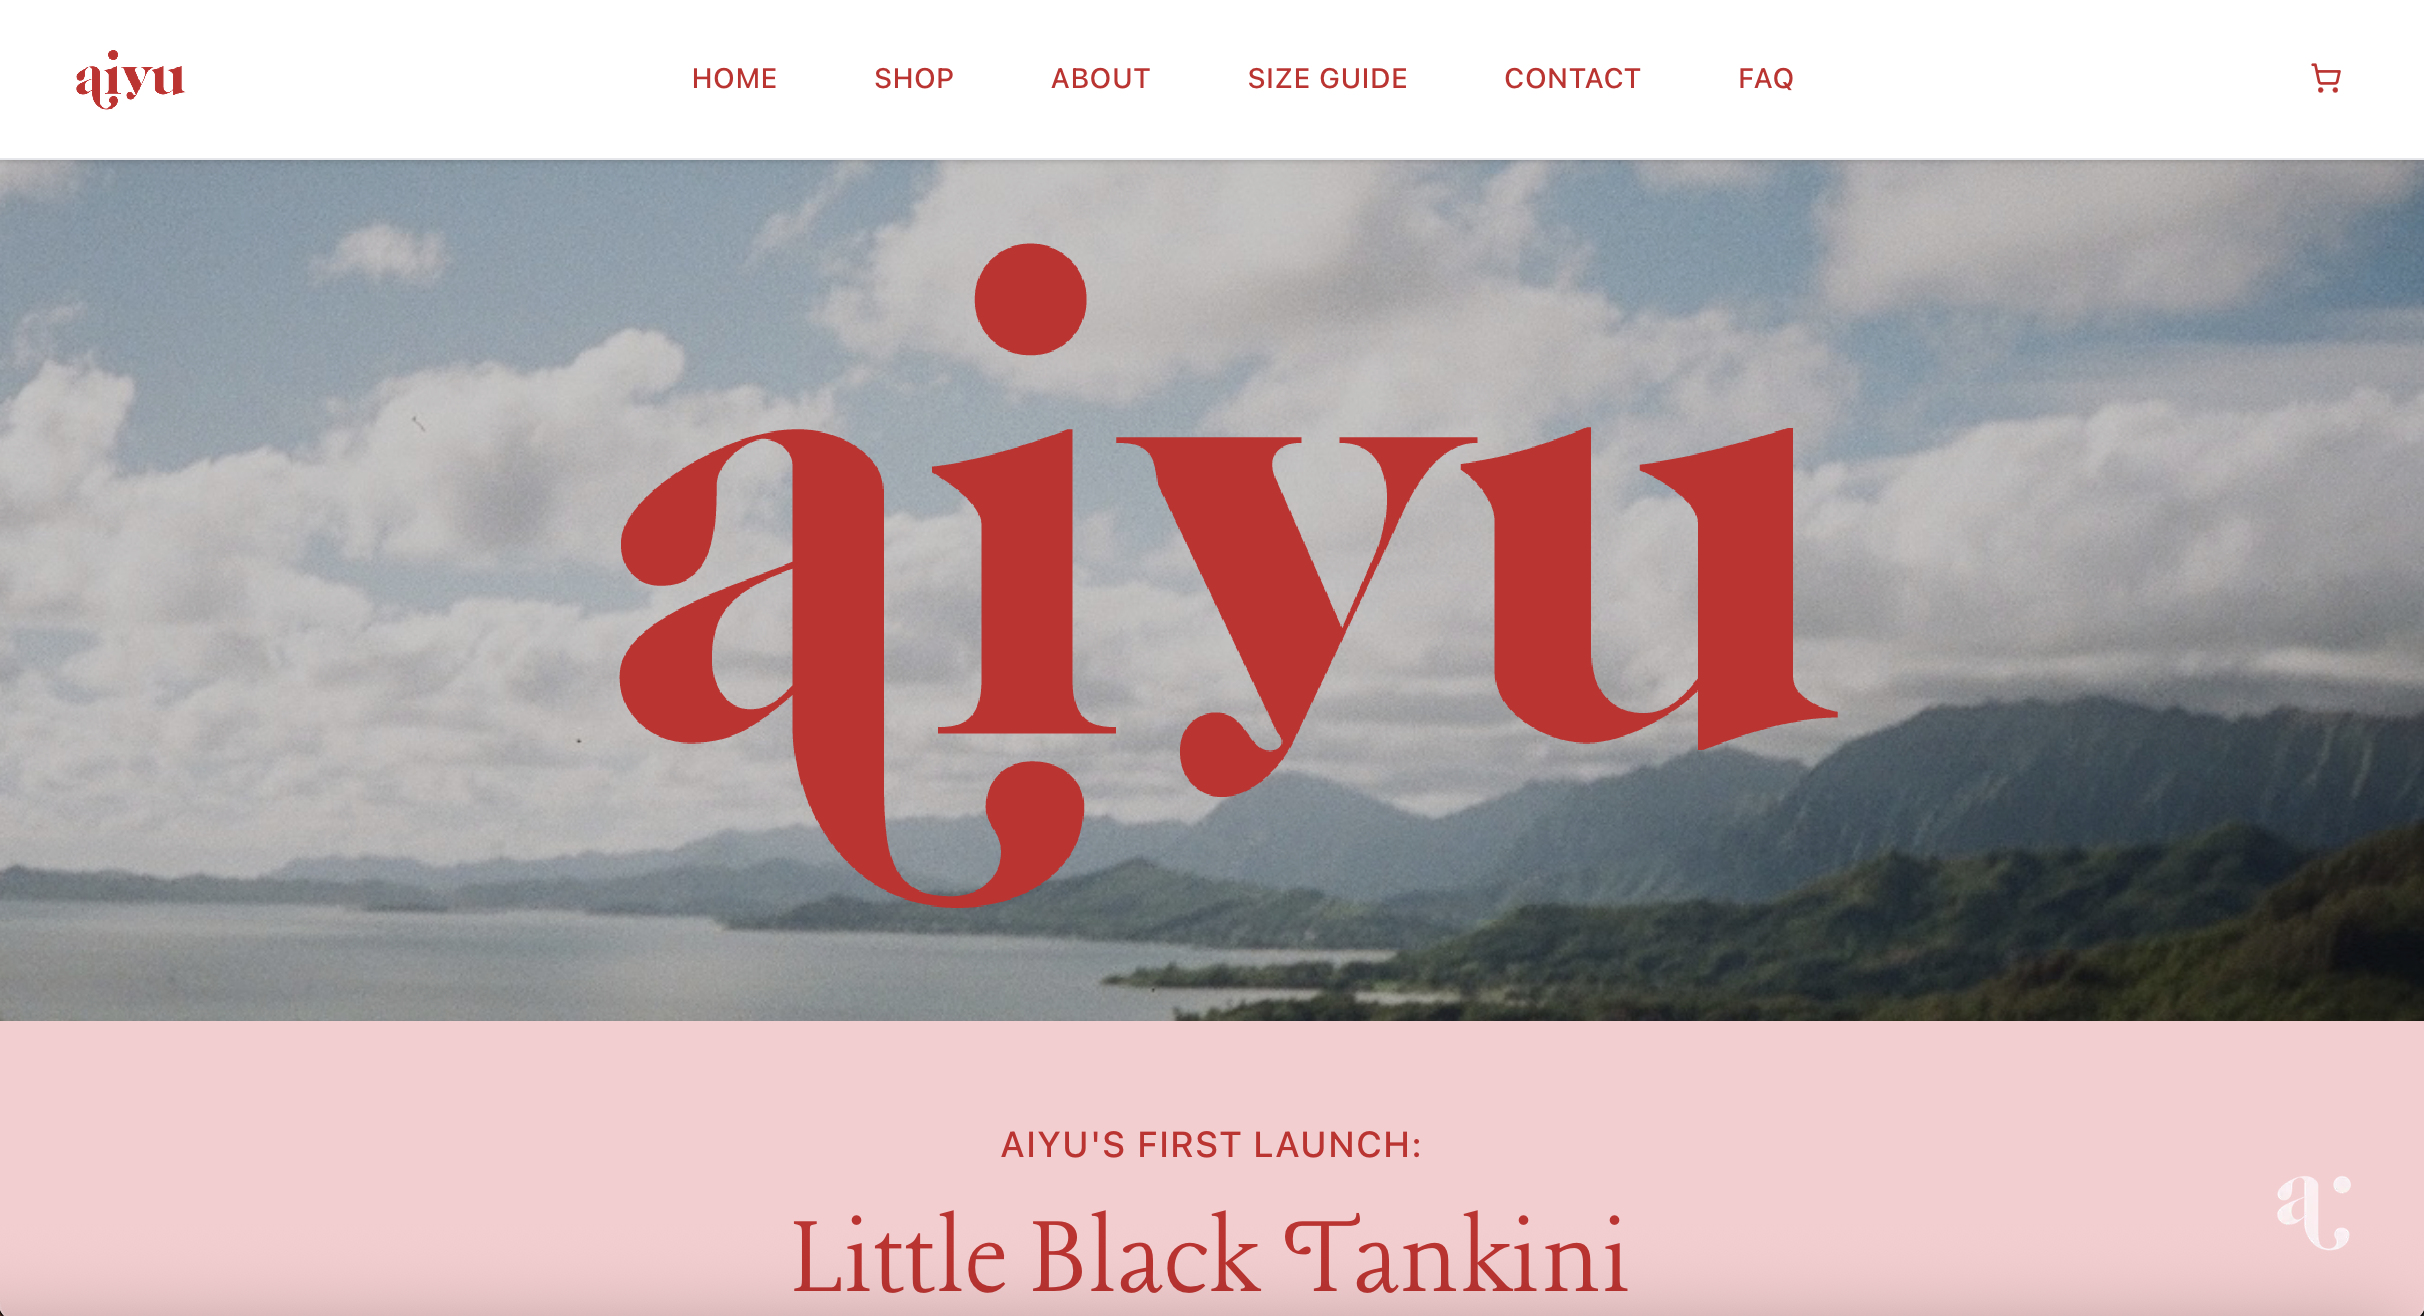 aiyu
HOME SHOP ABOUT SIZE GUIDE CONTACT FAQ
aiyu
AIYU'S FIRST LAUNCH:
Little Black Tankini
a